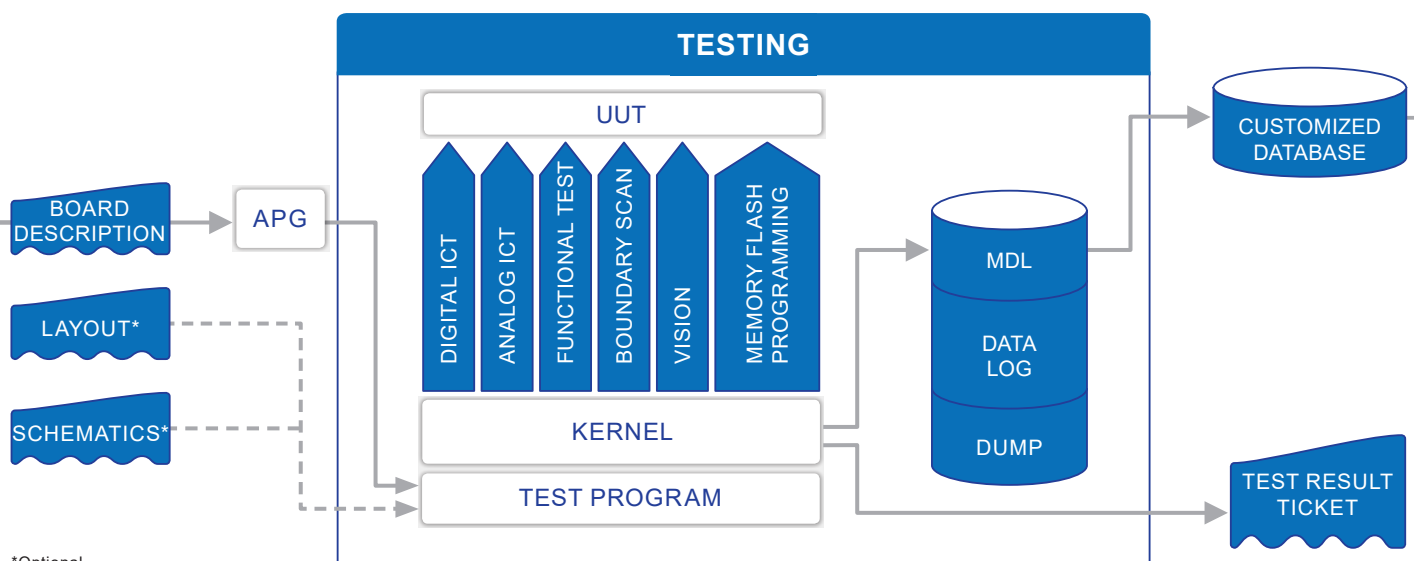 TESTING
UUT
CUSTOMIZED
DATABASE
BOARD
DESCRIPTION
APG
DIGITAL ICT
ANALOG ICT
FUNCTIONAL TEST
BOUNDARY SCAN
VISION
MEMORY FLASH
PROGRAMMING
MDL
DATA
LOG
DUMP
LAYOUT*
SCHEMATICS*
KERNEL
TEST PROGRAM
TEST RESULT
TICKET
*Optional